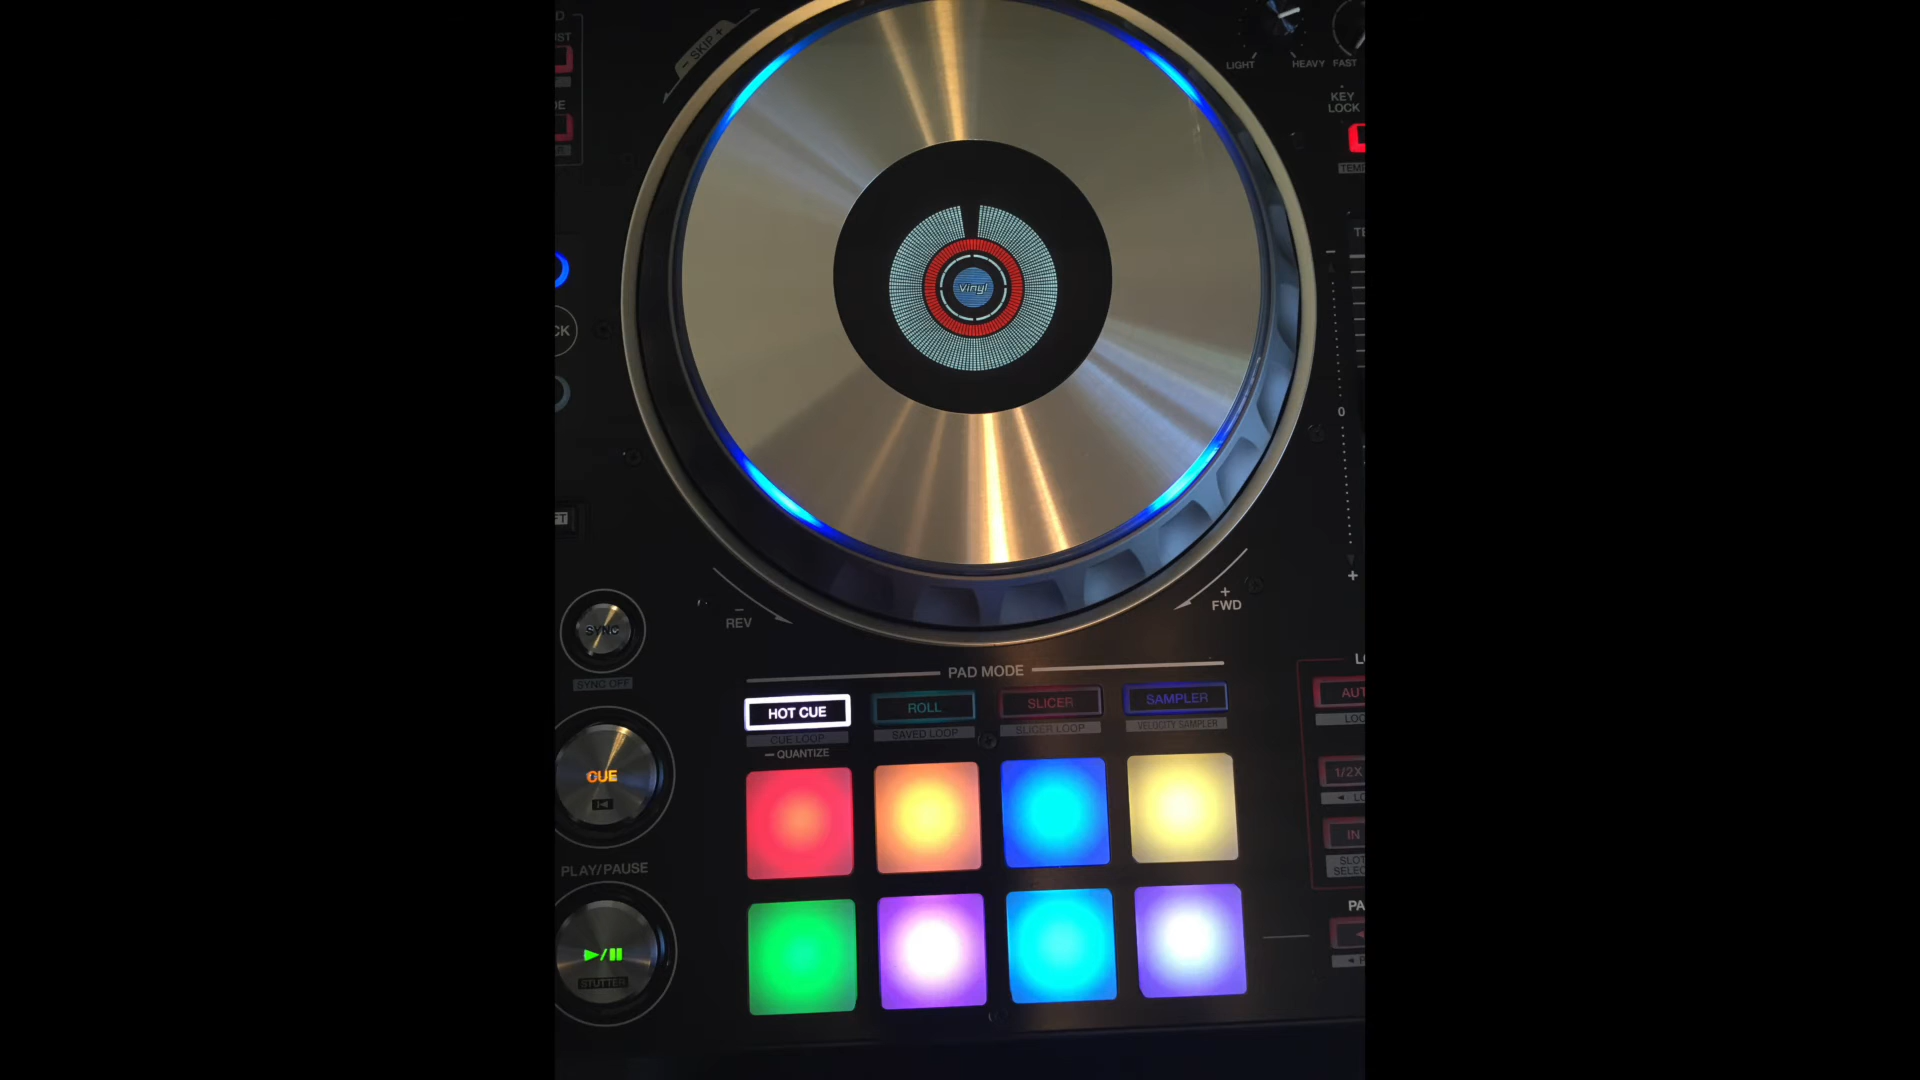 − SKIP +
LIGHT
HEAVY
FAST
KEY
LOCK
Vinyl
0
+
− REV
+
FWD
SYNC
SYNC OFF
PAD MODE
HOT CUE
ROLL
SLICER
SAMPLER
CUE LOOP
SAVED LOOP
SLICER LOOP
VELOCITY SAMPLER
− QUANTIZE
CUE
PLAY/PAUSE
STUTTER
1/2X
IN